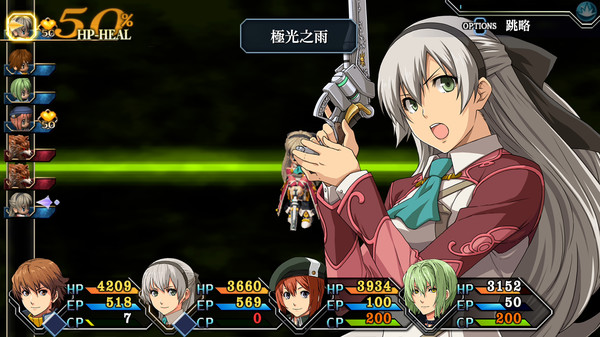 50%
HP-HEAL
50
極光之雨
OPTIONS 跳略
50
HP 4209
EP 518
CP 7
HP 3660
EP 569
CP 0
HP 3934
EP 100
CP 200
HP 3152
EP 50
CP 200